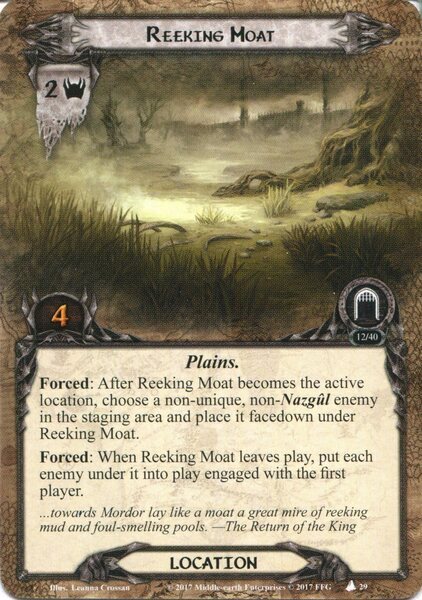 REEKING MOAT
2
4
12/40
Plains.
Forced: After Reeking Moat becomes the active
location, choose a non-unique, non-Nazgûl enemy
in the staging area and place it facedown under
Reeking Moat.
Forced: When Reeking Moat leaves play, put each
enemy under it into play engaged with the first
player.
...towards Mordor lay like a moat a great mire of reeking
mud and foul-smelling pools. —The Return of the King
LOCATION
Illus. Leanna Crossan © 2017 Middle-earth Enterprises © 2017 FFG 29